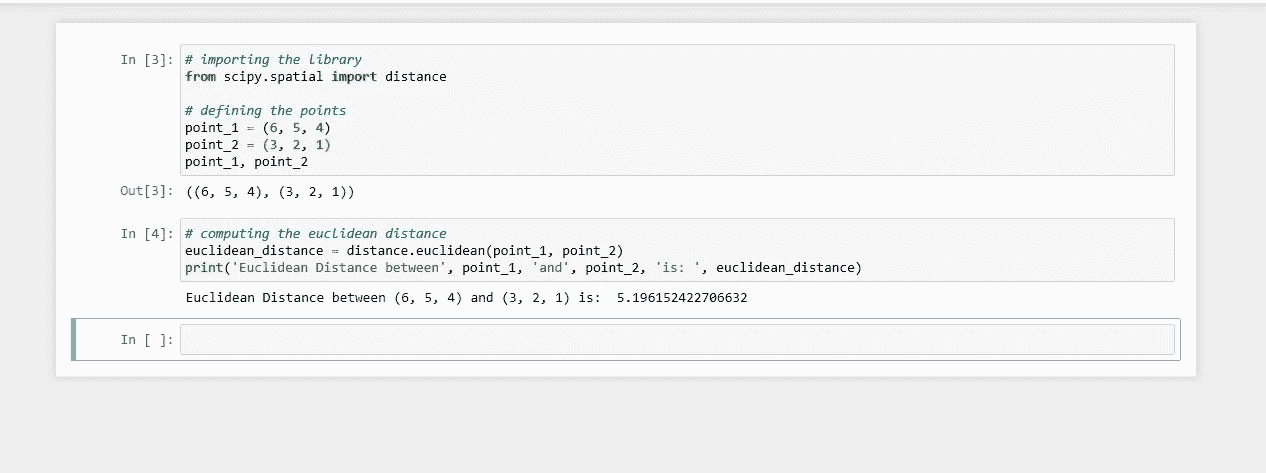 In [3]: # importing the library
from scipy.spatial import distance
# defining the points
point_1 = (6, 5, 4)
point_2 = (3, 2, 1)
point_1, point_2
Out[3]: ((6, 5, 4), (3, 2, 1))
In [4]: # computing the euclidean distance
euclidean_distance = distance.euclidean(point_1, point_2)
print('Euclidean Distance between', point_1, 'and', point_2, 'is: ', euclidean_distance)
Euclidean Distance between (6, 5, 4) and (3, 2, 1) is:  5.196152422706632
In [ ]: